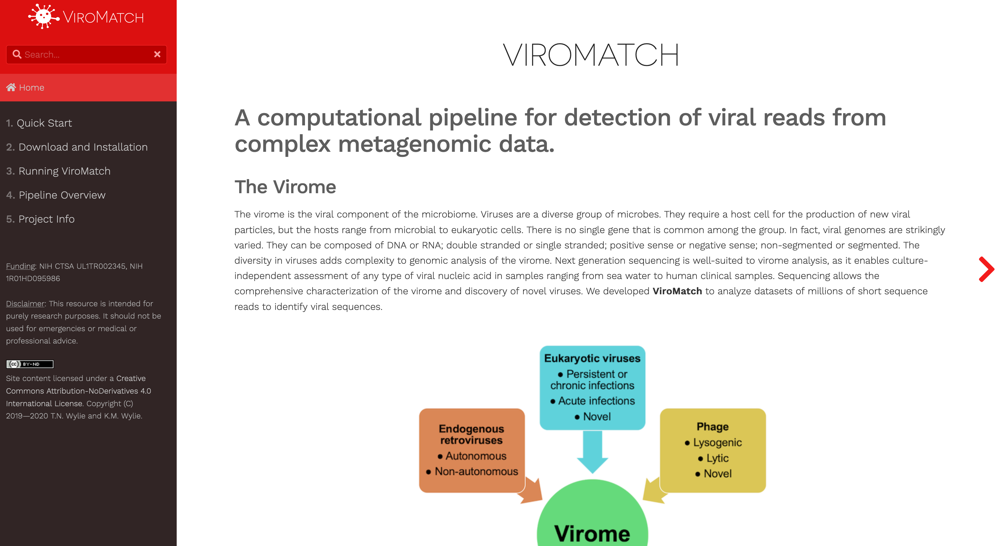 VIROMATCH
Search...
Home
1. Quick Start
2. Download and Installation
3. Running ViroMatch
4. Pipeline Overview
5. Project Info
Funding: NIH CTSA UL1TR002345, NIH
1R01HD095986
Disclaimer: This resource is intended for
purely research purposes. It should not be
used for emergencies or medical or
professional advice.
(cc) BY-ND
Site content licensed under a Creative
Commons Attribution-NoDerivatives 4.0
International License. Copyright (C)
2019—2020 T.N. Wylie and K.M. Wylie.
VIROMATCH
A computational pipeline for detection of viral reads from
complex metagenomic data.
The Virome
The virome is the viral component of the microbiome. Viruses are a diverse group of microbes. They require a host cell for the production of new viral
particles, but the hosts range from microbial to eukaryotic cells. There is no single gene that is common among the group. In fact, viral genomes are strikingly
varied. They can be composed of DNA or RNA; double stranded or single stranded; positive sense or negative sense; non-segmented or segmented. The
diversity in viruses adds complexity to genomic analysis of the virome. Next generation sequencing is well-suited to virome analysis, as it enables culture-
independent assessment of any type of viral nucleic acid in samples ranging from sea water to human clinical samples. Sequencing allows the
comprehensive characterization of the virome and discovery of novel viruses. We developed ViroMatch to analyze datasets of millions of short sequence
reads to identify viral sequences.
Eukaryotic viruses
● Persistent or
chronic infections
● Acute infections
● Novel
Endogenous
retroviruses
● Autonomous
● Non-autonomous
Phage
● Lysogenic
● Lytic
● Novel
Virome